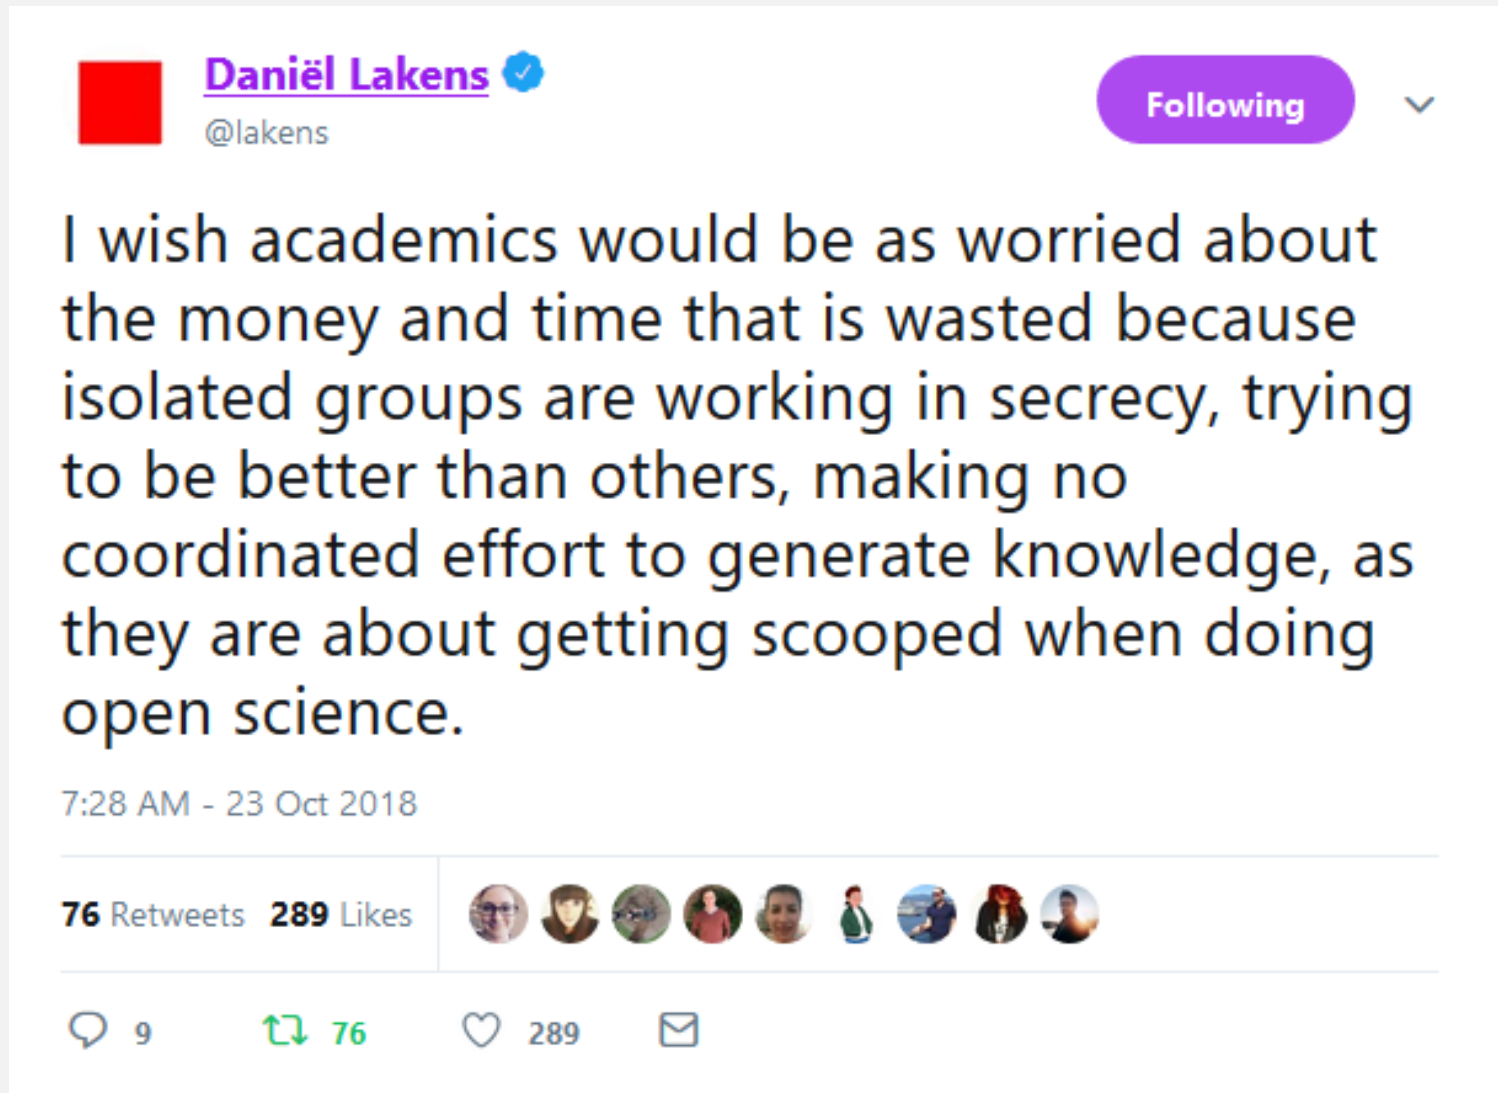 Daniël Lakens
@lakens
Following
I wish academics would be as worried about
the money and time that is wasted because
isolated groups are working in secrecy, trying
to be better than others, making no
coordinated effort to generate knowledge, as
they are about getting scooped when doing
open science.
7:28 AM - 23 Oct 2018
76 Retweets 289 Likes
9 76 289